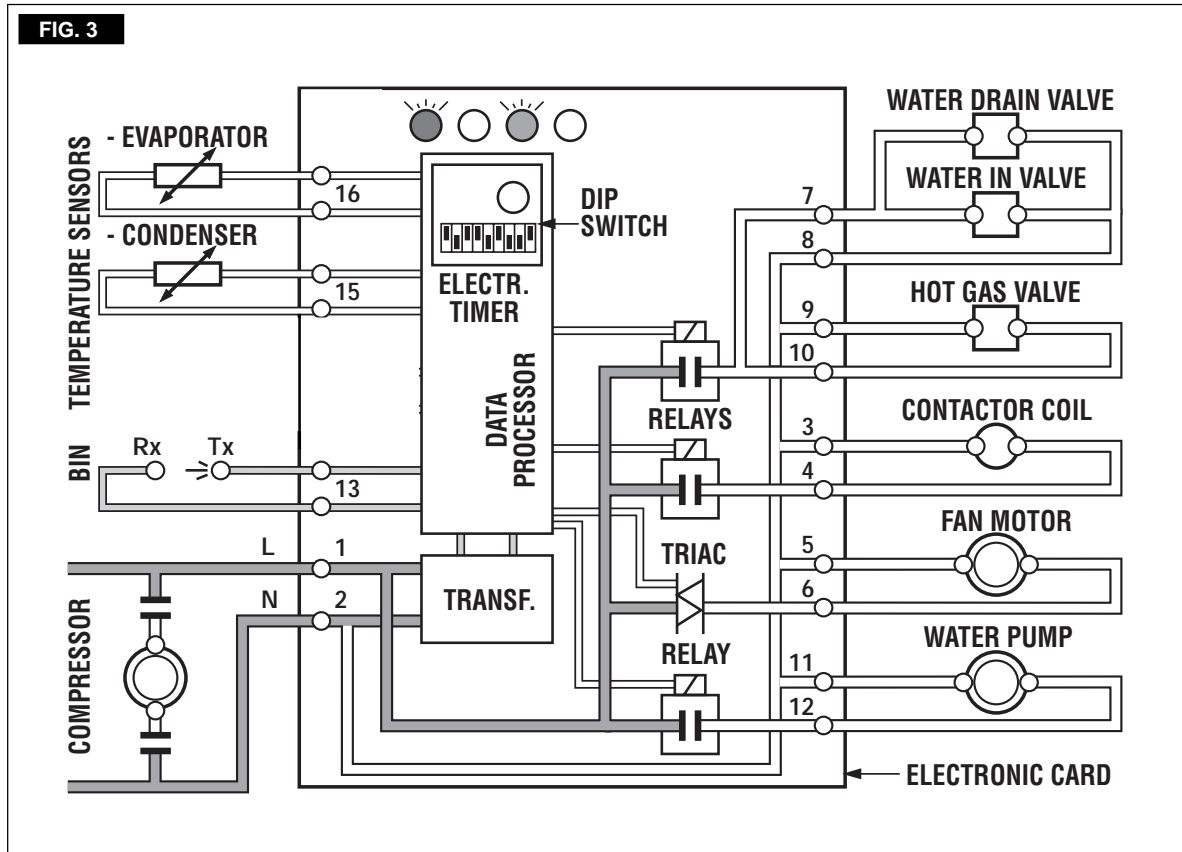 FIG. 3
TEMPERATURE SENSORS
- EVAPORATOR
16
- CONDENSER
15
BIN
Rx
Tx
13
L
1
N
2
COMPRESSOR
DIP
SWITCH
ELECTR.
TIMER
DATA
PROCESSOR
TRANSF.
RELAYS
TRIAC
RELAY
WATER DRAIN VALVE
WATER IN VALVE
7
8
HOT GAS VALVE
9
10
CONTACTOR COIL
3
4
FAN MOTOR
5
6
WATER PUMP
11
12
ELECTRONIC CARD